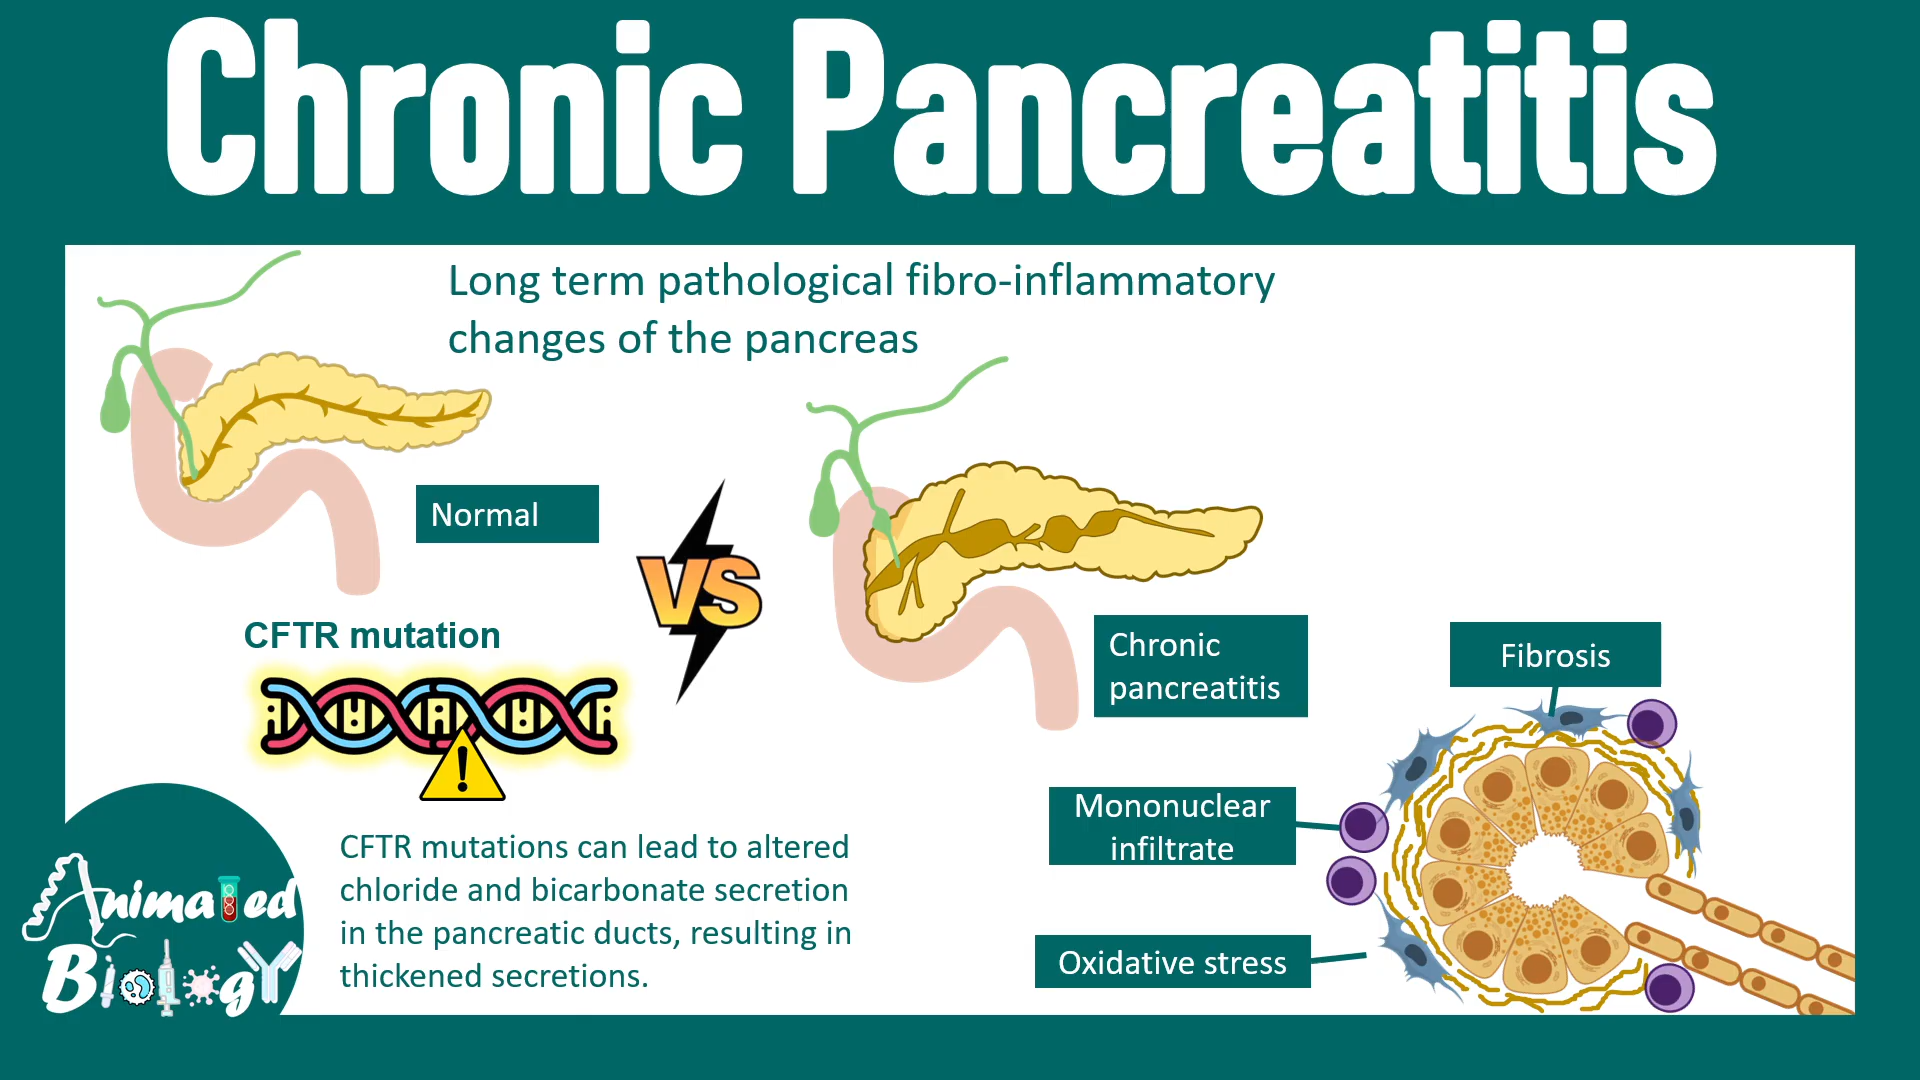 Chronic Pancreatitis
Long term pathological fibro-inflammatory
changes of the pancreas
Normal
VS
CFTR mutation
Chronic
pancreatitis
Fibrosis
Mononuclear
infiltrate
Oxidative stress
CFTR mutations can lead to altered
chloride and bicarbonate secretion
in the pancreatic ducts, resulting in
thickened secretions.
Animated
Biology